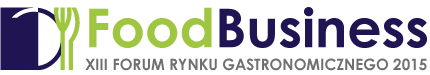 FoodBusiness
XIII FORUM RYNKU GASTRONOMICZNEGO 2015